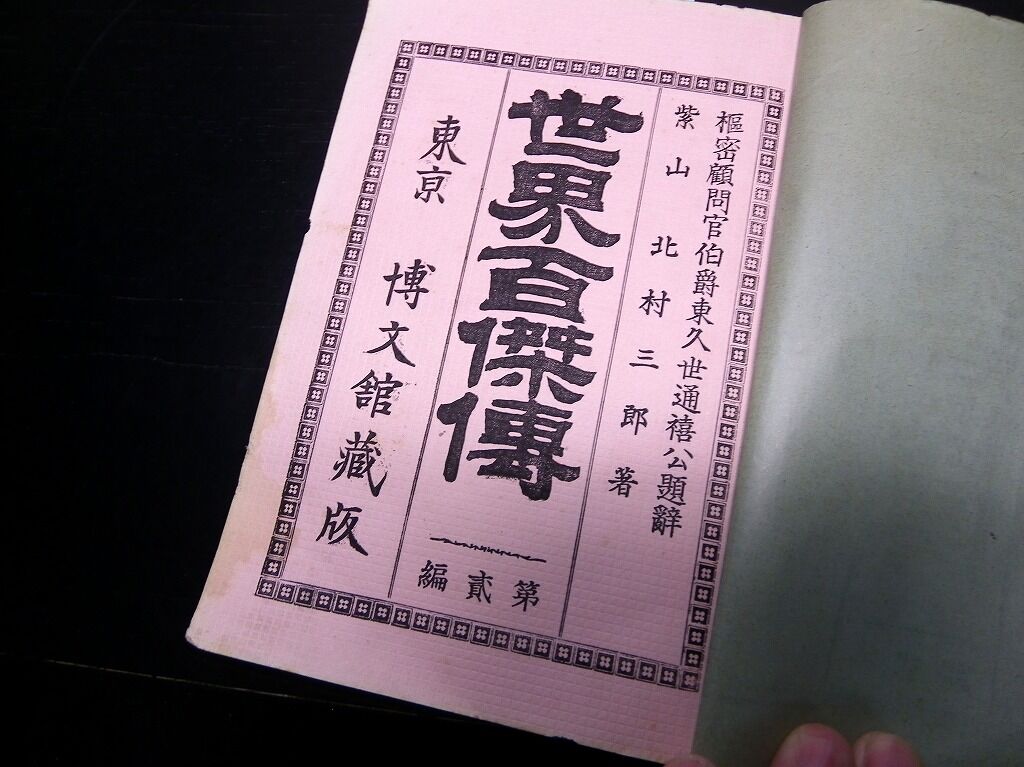 樞密顧問官伯爵東久世通禧公題辭
紫山 北村三郎著
世界百傑傳
第貳編
東京 博文舘藏版